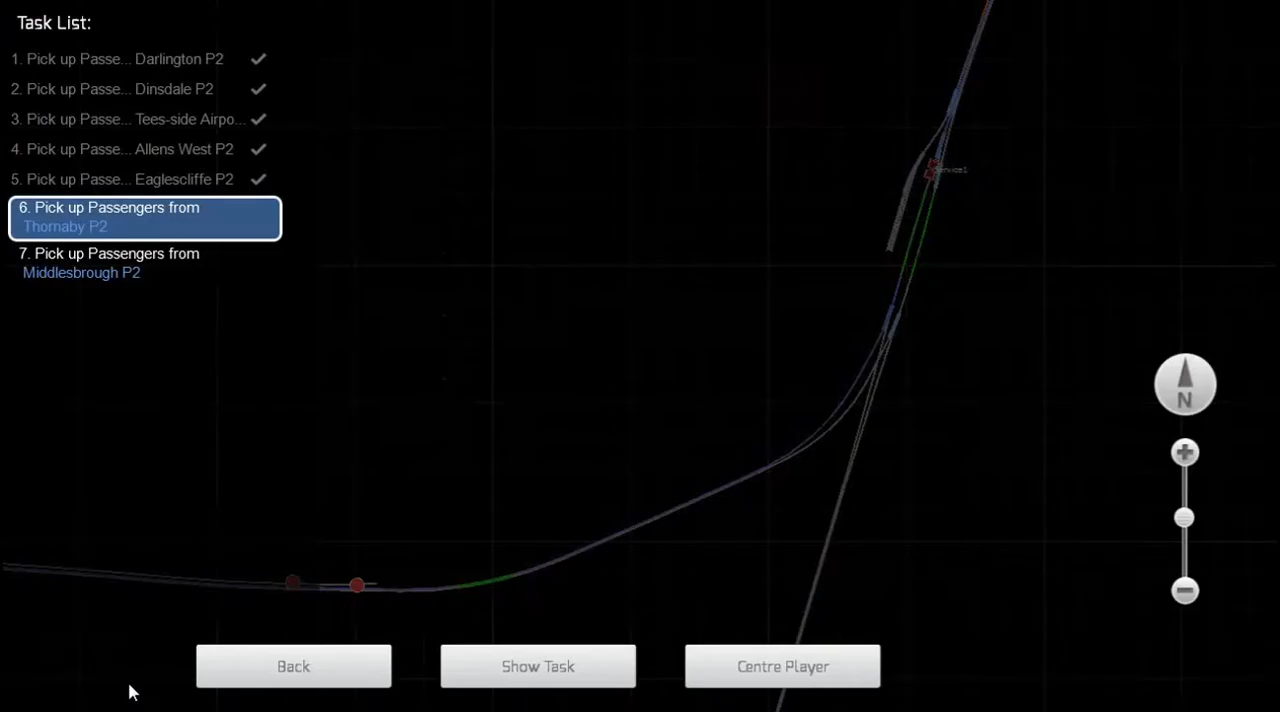 Task List:
1. Pick up Passe... Darlington P2
2. Pick up Passe... Dinsdale P2
3. Pick up Passe... Tees-side Airpo...
4. Pick up Passe... Allens West P2
5. Pick up Passe... Eaglescliffe P2
6. Pick up Passengers from
Thornaby P2
7. Pick up Passengers from
Middlesbrough P2
Service1
N
Back
Show Task
Centre Player